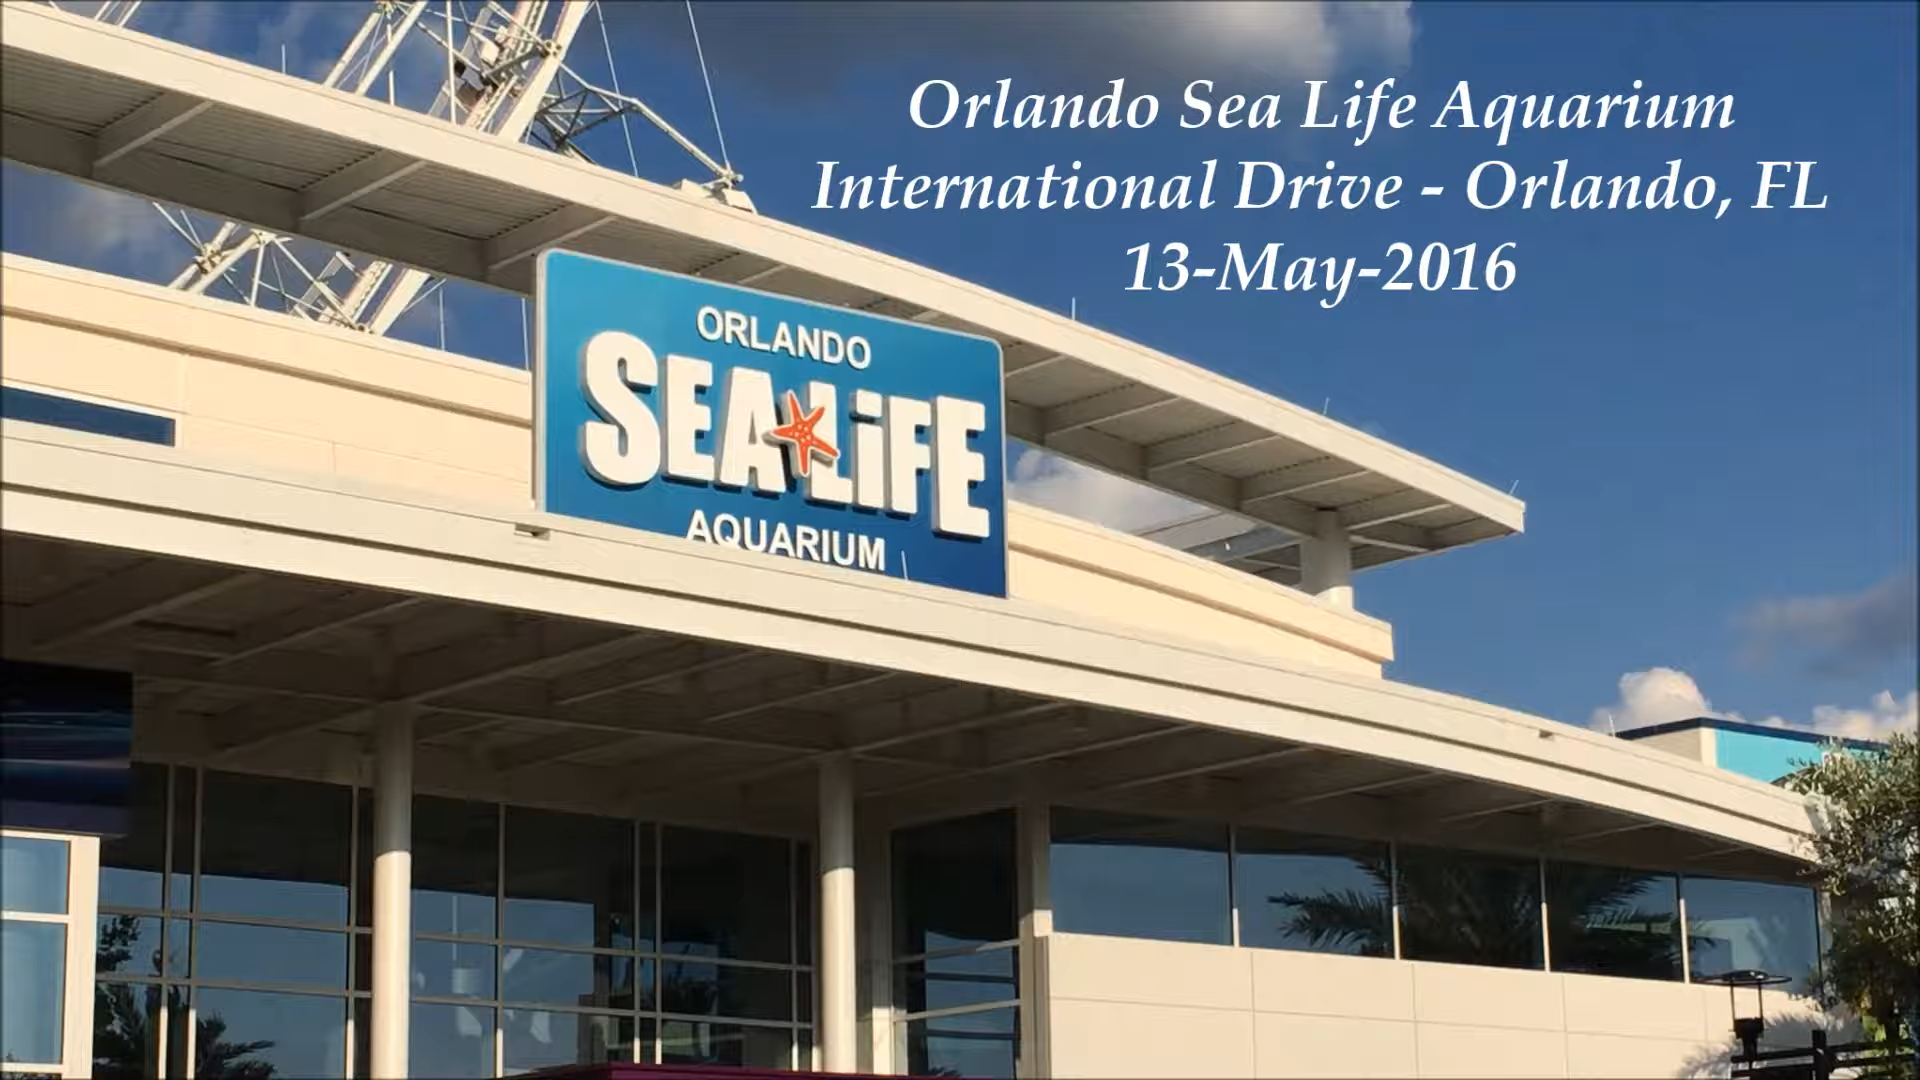 Orlando Sea Life Aquarium
International Drive - Orlando, FL
13-May-2016
ORLANDO
SEA LiFE
AQUARIUM